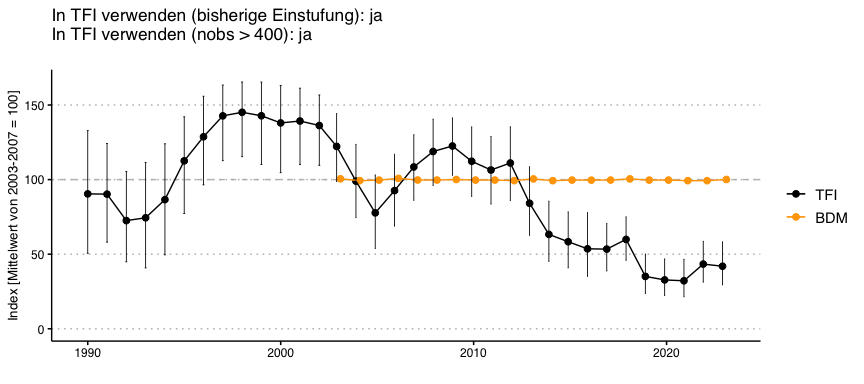 In TFI verwenden (bisherige Einstufung): ja
In TFI verwenden (nobs > 400): ja
Index [Mittelwert von 2003-2007 = 100]
150
100
50
0
1990
2000
2010
2020
TFI
BDM